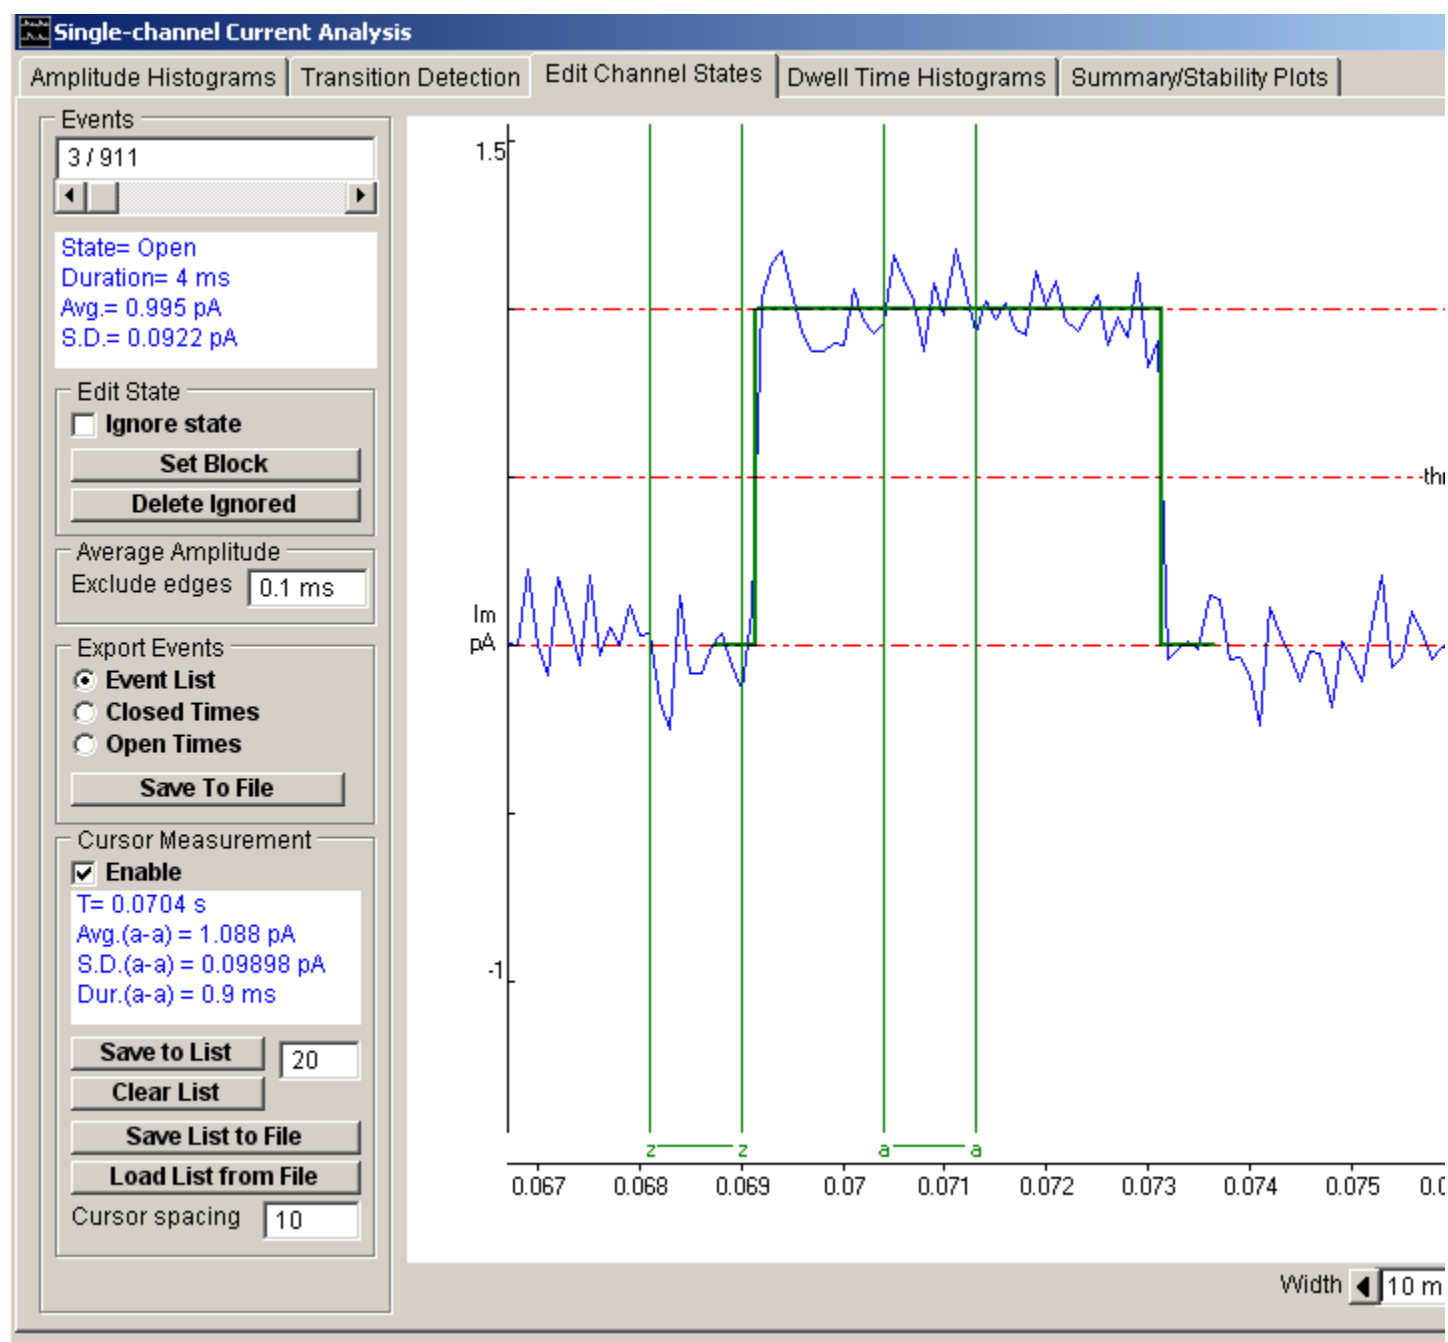 Single-channel Current Analysis
Amplitude Histograms Transition Detection Edit Channel States Dwell Time Histograms Summary/Stability Plots
Events
3 / 911
State= Open
Duration= 4 ms
Avg.= 0.995 pA
S.D.= 0.0922 pA
Edit State
Ignore state
Set Block
Delete Ignored
Average Amplitude
Exclude edges 0.1 ms
Export Events
Event List
Closed Times
Open Times
Save To File
Cursor Measurement
Enable
T= 0.0704 s
Avg.(a-a) = 1.088 pA
S.D.(a-a) = 0.09898 pA
Dur.(a-a) = 0.9 ms
Save to List 20
Clear List
Save List to File
Load List from File
Cursor spacing 10
1.5
thr
Im
pA
-1
z z a a
0.067 0.068 0.069 0.07 0.071 0.072 0.073 0.074 0.075 0.0
Width 10 m